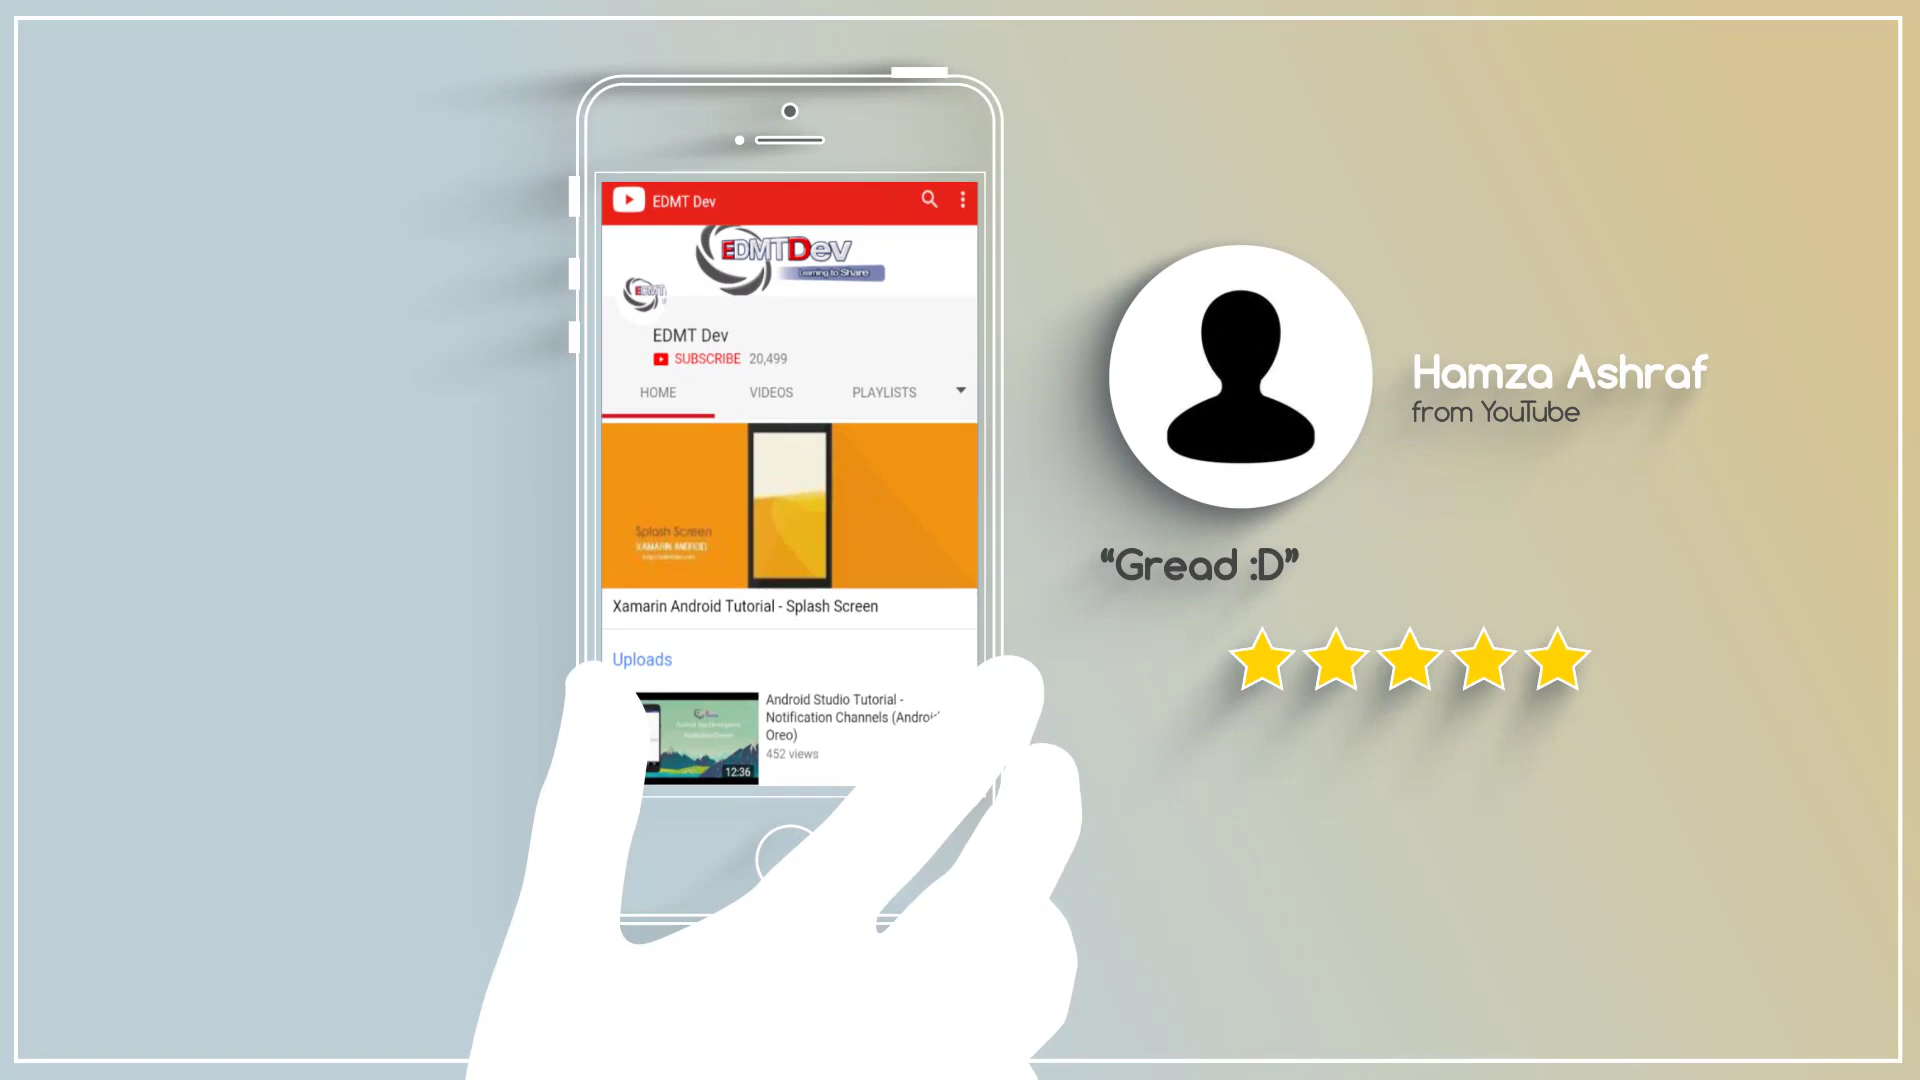 EDMT Dev
EDMTDev
Learning to Share
EDMT
EDMT Dev
SUBSCRIBE 20,499
HOME VIDEOS PLAYLISTS
Splash Screen
XAMARIN ANDROID
Xamarin Android Tutorial - Splash Screen
Uploads
Android Studio Tutorial -
Notification Channels (Android
Oreo)
452 views
12:36
Hamza Ashraf
from YouTube
“Gread :D”